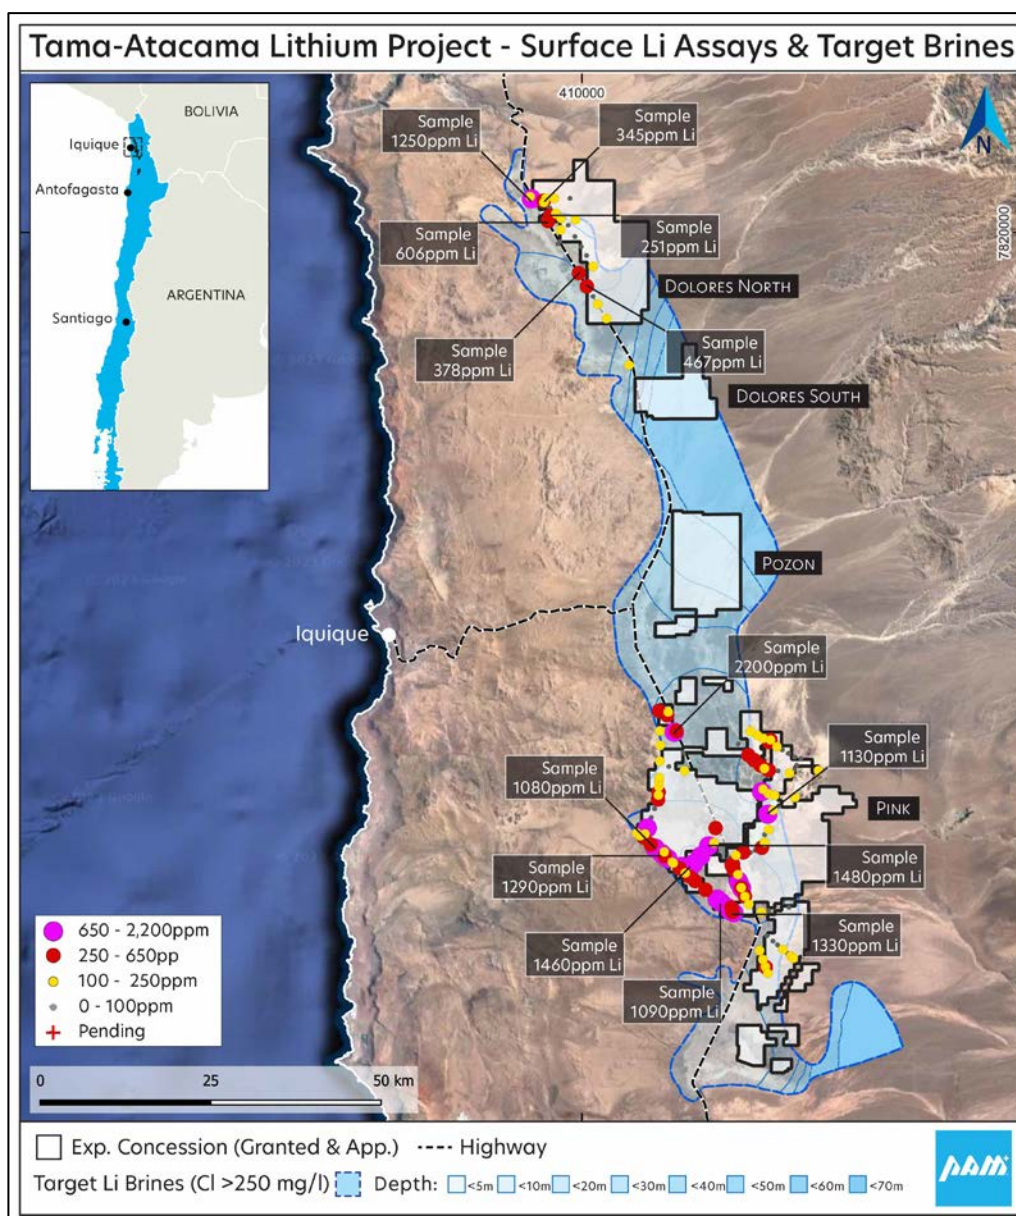 Tama-Atacama Lithium Project - Surface Li Assays & Target Brines
BOLIVIA
Iquique
Antofagasta
ARGENTINA
Santiago
410000
N
7820000
Sample
1250ppm Li
Sample
345ppm Li
Sample
606ppm Li
Sample
251ppm Li
DOLORES NORTH
Sample
378ppm Li
Sample
467ppm Li
DOLORES SOUTH
POZON
Iquique
Sample
2200ppm Li
Sample
1130ppm Li
Sample
1080ppm Li
PINK
Sample
1290ppm Li
Sample
1480ppm Li
Sample
1460ppm Li
Sample
1330ppm Li
Sample
1090ppm Li
650 - 2,200ppm
250 - 650pp
100 - 250ppm
0 - 100ppm
Pending
0 25 50 km
Exp. Concession (Granted & App.) Highway
Target Li Brines (Cl >250 mg/l) Depth: <5m <10m <20m <30m <40m <50m <60m <70m
PAM